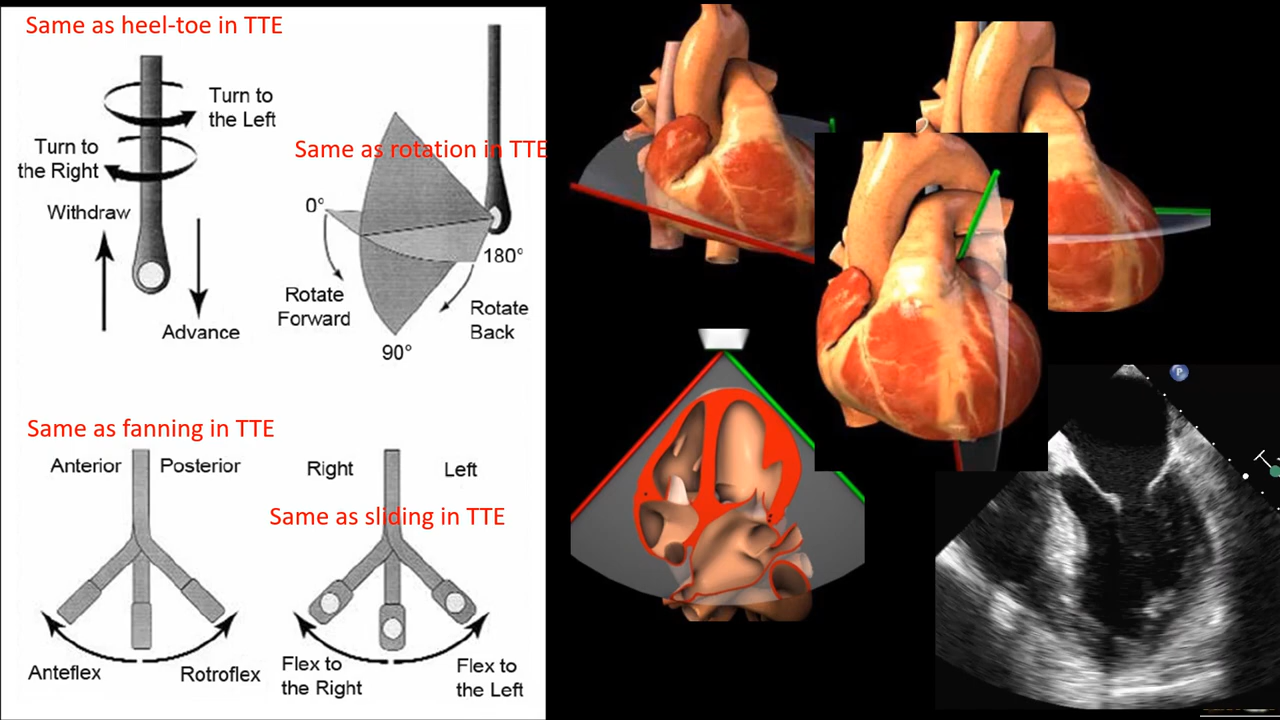 Same as heel-toe in TTE
Turn to
the Left
Turn to
the Right
Withdraw
Advance
Same as rotation in TTE
0°
180°
Rotate
Forward
Rotate
Back
90°
Same as fanning in TTE
Anterior
Posterior
Anteflex
Rotroflex
Right
Left
Same as sliding in TTE
Flex to
the Right
Flex to
the Left
P